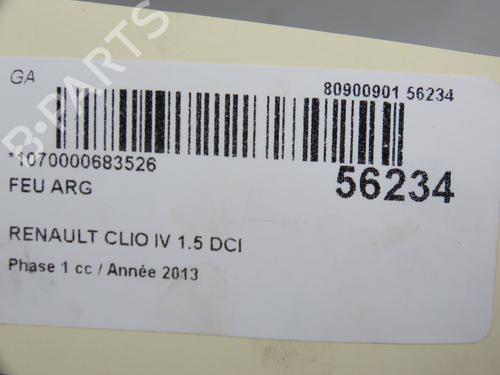 GA
80900901 56234
*1070000683526
56234
FEU ARG
RENAULT CLIO IV 1.5 DCI
Phase 1 cc / Année 2013
B-PARTS